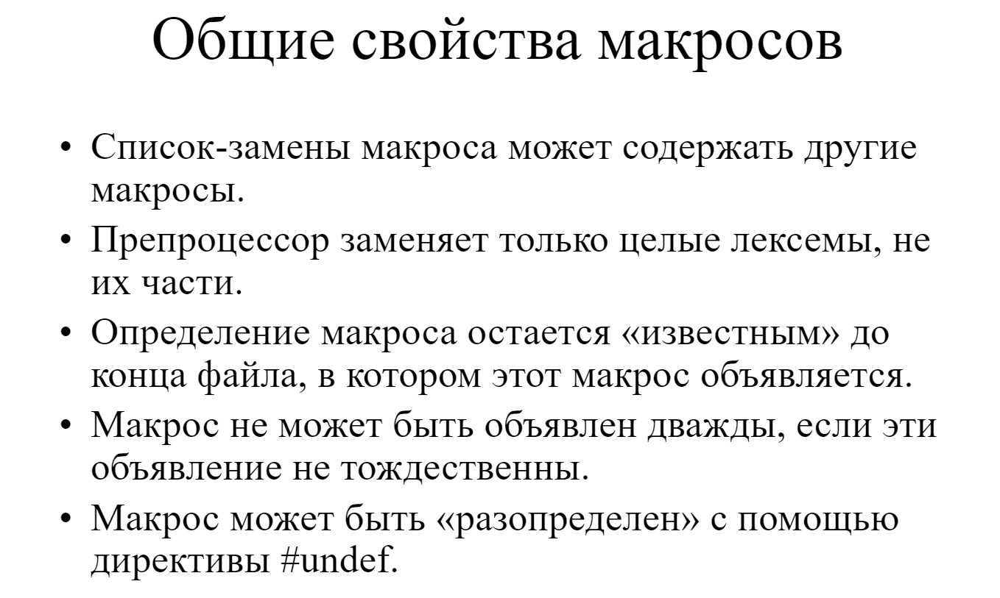 Общие свойства макросов
• Список-замены макроса может содержать другие
макросы.
• Препроцессор заменяет только целые лексемы, не
их части.
• Определение макроса остается «известным» до
конца файла, в котором этот макрос объявляется.
• Макрос не может быть объявлен дважды, если эти
объявление не тождественны.
• Макрос может быть «разопределен» с помощью
директивы #undef.